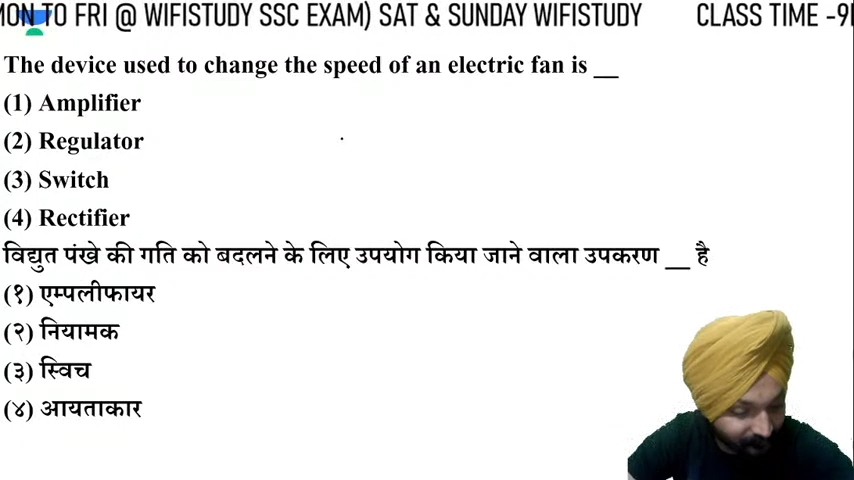 MON TO FRI @ WIFISTUDY SSC EXAM) SAT & SUNDAY WIFISTUDY CLASS TIME -9
The device used to change the speed of an electric fan is __
(1) Amplifier
(2) Regulator
(3) Switch
(4) Rectifier
विद्युत पंखे की गति को बदलने के लिए उपयोग किया जाने वाला उपकरण __ है
(१) एम्पलीफायर
(२) नियामक
(३) स्विच
(४) आयताकार